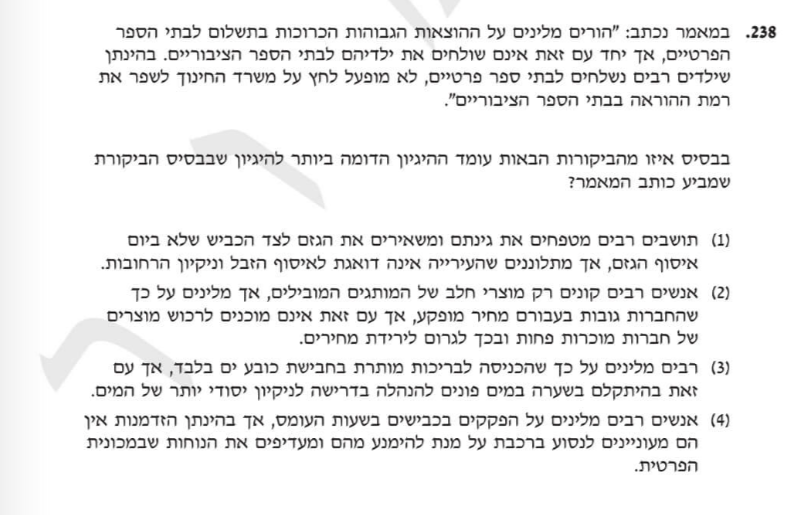 238. במאמר נכתב: "הורים מלינים על ההוצאות הגבוהות הכרוכות בתשלום לבתי הספר
הפרטיים, אך יחד עם זאת אינם שולחים את ילדיהם לבתי הספר הציבוריים. בהינתן
שילדים רבים נשלחים לבתי ספר פרטיים, לא מופעל לחץ על משרד החינוך לשפר את
רמת ההוראה בבתי הספר הציבוריים".
בבסיס איזו מהביקורות הבאות עומד ההיגיון הדומה ביותר להיגיון שבבסיס הביקורת
שמביע כותב המאמר?
(1) תושבים רבים מטפחים את גינתם ומשאירים את הגזם לצד הכביש שלא ביום
איסוף הגזם, אך מתלוננים שהעירייה אינה דואגת לאיסוף הזבל וניקיון הרחובות.
(2) אנשים רבים קונים רק מוצרי חלב של המותגים המובילים, אך מלינים על כך
שהחברות גובות בעבורם מחיר מופקע, אך עם זאת אינם מוכנים לרכוש מוצרים
של חברות מוכרות פחות ובכך לגרום לירידת מחירים.
(3) רבים מלינים על כך שהכניסה לבריכות מותרת בחבישת כובע ים בלבד, אך עם
זאת בהיתקלם בשערה במים פונים להנהלה בדרישה לניקיון יסודי יותר של המים.
(4) אנשים רבים מלינים על הפקקים בכבישים בשעות העומס, אך בהינתן הזדמנות אין
הם מעוניינים לנסוע ברכבת על מנת להימנע מהם ומעדיפים את הנוחות שבמכונית
הפרטית.